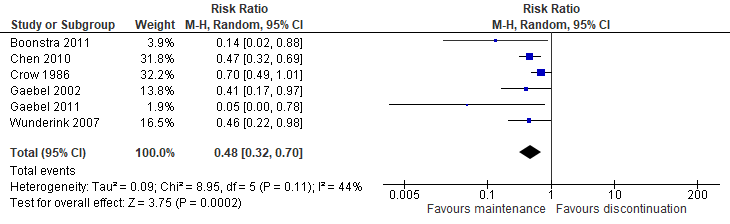 Risk Ratio Risk Ratio
Study or Subgroup Weight M-H, Random, 95% CI M-H, Random, 95% CI
Boonstra 2011 3.9% 0.14 [0.02, 0.88]
Chen 2010 31.8% 0.47 [0.32, 0.69]
Crow 1986 32.2% 0.70 [0.49, 1.01]
Gaebel 2002 13.8% 0.41 [0.17, 0.97]
Gaebel 2011 1.9% 0.05 [0.00, 0.78]
Wunderink 2007 16.5% 0.46 [0.22, 0.98]
Total (95% CI) 100.0% 0.48 [0.32, 0.70]
Total events
Heterogeneity: Tau² = 0.09; Chi² = 8.95, df = 5 (P = 0.11); I² = 44%
Test for overall effect: Z = 3.75 (P = 0.0002)
0.005 0.1 1 10 200
Favours maintenance Favours discontinuation